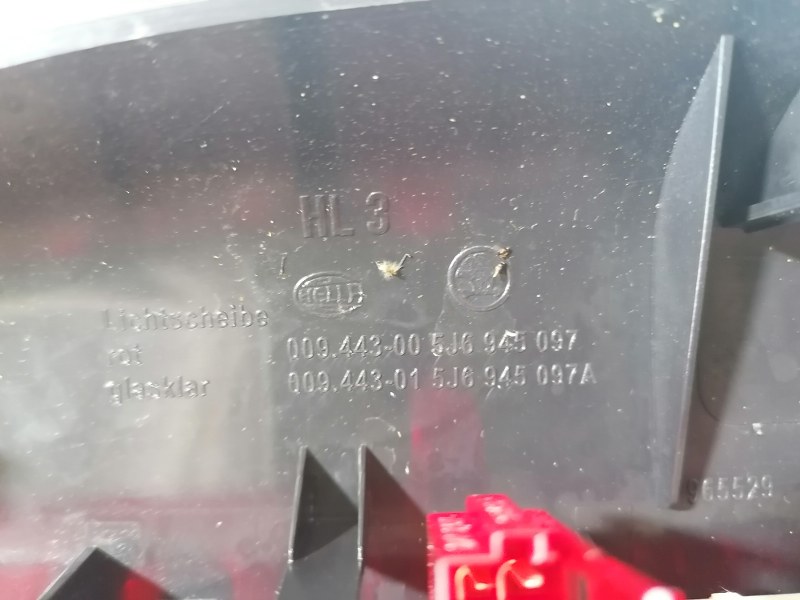 HL 3
HELLA
Lichtscheibe
rot 009.443-00 5J6 945 097
glasklar 009.443-01 5J6 945 097A
965529